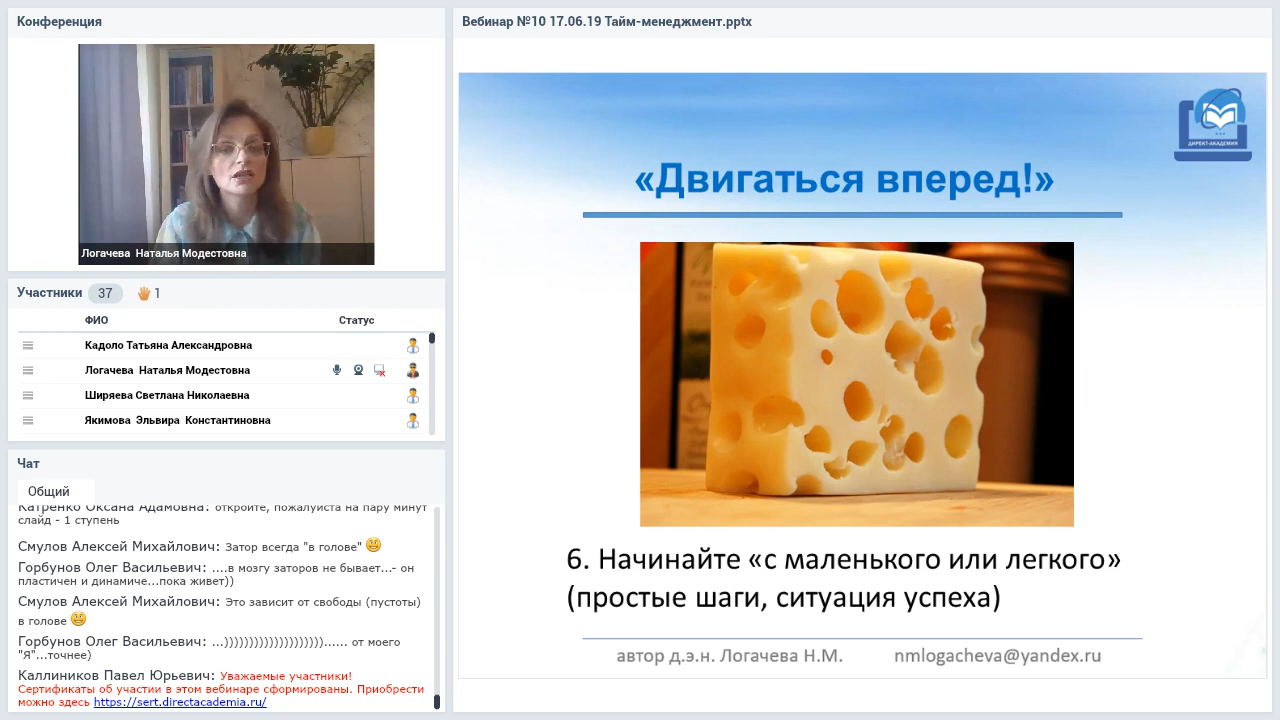 Конференция
Логачева  Наталья Модестовна
Участники 37 1
ФИО Статус
Кадоло Татьяна Александровна
Логачева  Наталья Модестовна
Ширяева Светлана Николаевна
Якимова  Эльвира  Константиновна
Чат
Общий
Катренко Оксана Адамовна: откройте, пожалуйста на пару минут
слайд - 1 ступень
Смулов Алексей Михайлович: Затор всегда "в голове"
Горбунов Олег Васильевич: ....в мозгу заторов не бывает...- он
пластичен и динамиче...пока живет))
Смулов Алексей Михайлович: Это зависит от свободы (пустоты)
в голове
Горбунов Олег Васильевич: ...))))))))))))))))))))...... от моего
"Я"...точнее)
Каллиников Павел Юрьевич: Уважаемые участники!
Сертификаты об участии в этом вебинаре сформированы. Приобрести
можно здесь https://sert.directacademia.ru/
Вебинар №10 17.06.19 Тайм-менеджмент.pptx
ДИРЕКТ-АКАДЕМИЯ
«Двигаться вперед!»
6. Начинайте «с маленького или легкого»
(простые шаги, ситуация успеха)
автор д.э.н. Логачева Н.М. nmlogacheva@yandex.ru